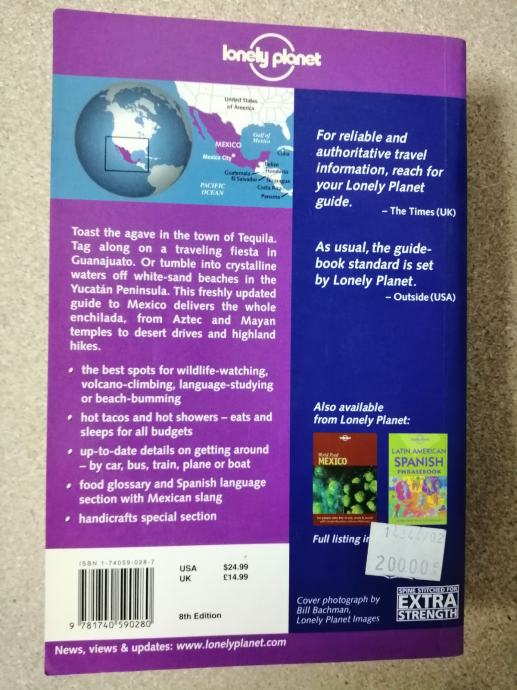 lonely planet
United States
of America
Gulf of
Mexico
MEXICO
Mexico City
Cuba
Belize
Guatemala
Honduras
El Salvador
Nicaragua
Costa Rica
Panama
PACIFIC
OCEAN
For reliable and
authoritative travel
information, reach for
your Lonely Planet
guide.
– The Times (UK)
As usual, the guide-
book standard is set
by Lonely Planet.
– Outside (USA)
Toast the agave in the town of Tequila.
Tag along on a traveling fiesta in
Guanajuato. Or tumble into crystalline
waters off white-sand beaches in the
Yucatán Peninsula. This freshly updated
guide to Mexico delivers the whole
enchilada, from Aztec and Mayan
temples to desert drives and highland
hikes.
• the best spots for wildlife-watching,
volcano-climbing, language-studying
or beach-bumming
• hot tacos and hot showers – eats and
sleeps for all budgets
• up-to-date details on getting around
– by car, bus, train, plane or boat
• food glossary and Spanish language
section with Mexican slang
• handicrafts special section
Also available
from Lonely Planet:
World Food
MEXICO
LATIN AMERICAN
SPANISH
PHRASEBOOK
Full listing in
200000
ISBN 1-74059-028-7
USA $24.99
UK £14.99
8th Edition
9 781740 590280
Cover photograph by
Bill Bachman,
Lonely Planet Images
SPINE STITCHED FOR
EXTRA
STRENGTH
News, views & updates: www.lonelyplanet.com